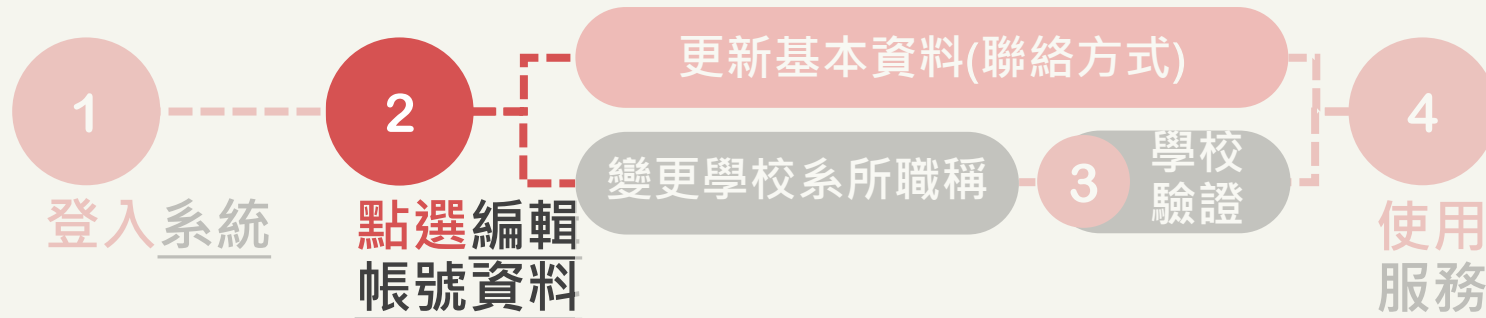 1
登入系統
2
點選編輯
帳號資料
更新基本資料(聯絡方式)
變更學校系所職稱
3
學校
驗證
4
使用
服務